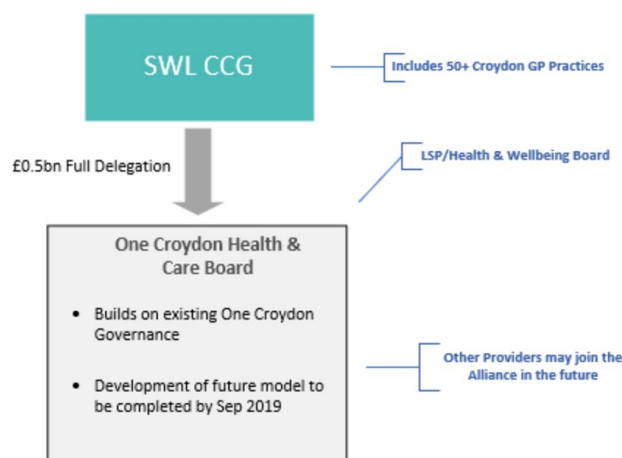 SWL CCG
Includes 50+ Croydon GP Practices
£0.5bn Full Delegation
LSP/Health & Wellbeing Board
One Croydon Health &
Care Board
• Builds on existing One Croydon
Governance
• Development of future model to
be completed by Sep 2019
Other Providers may join the
Alliance in the future